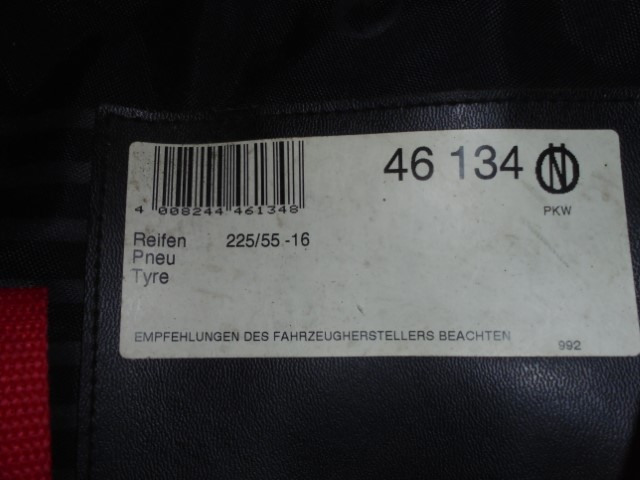 46 134
4 008244 461348
PKW
Reifen 225/55 -16
Pneu
Tyre
EMPFEHLUNGEN DES FAHRZEUGHERSTELLERS BEACHTEN
992